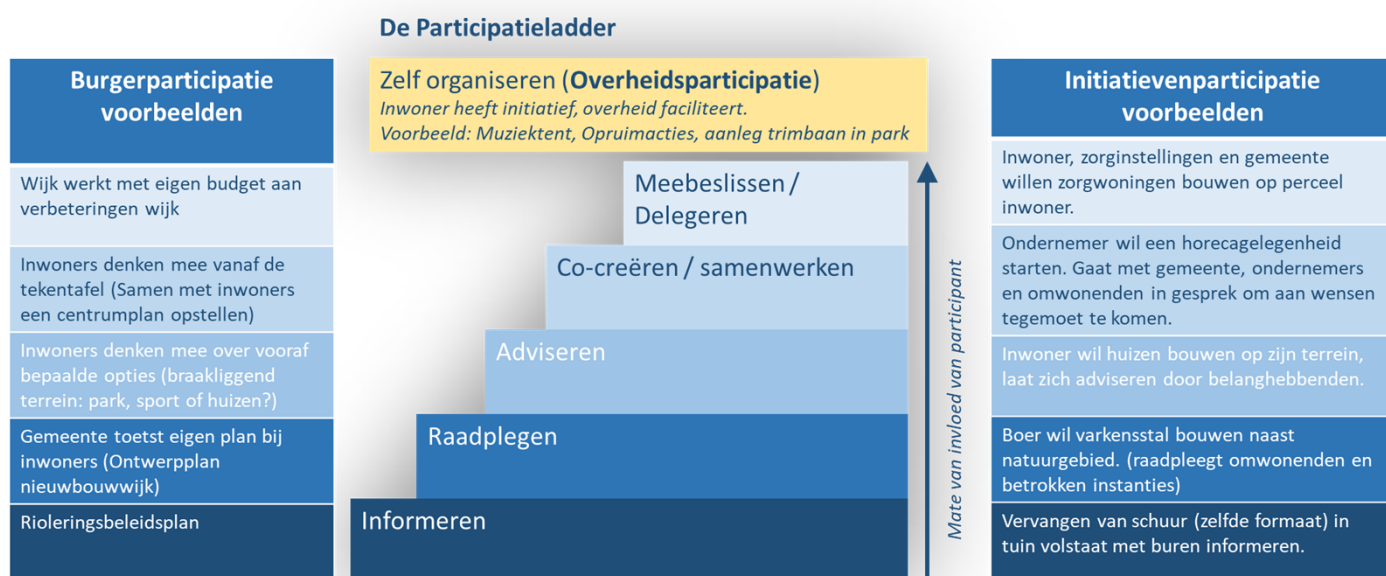 De Participatieladder
Burgerparticipatie
voorbeelden
Wijk werkt met eigen budget aan
verbeteringen wijk
Inwoners denken mee vanaf de
tekentafel (Samen met inwoners
een centrumplan opstellen)
Inwoners denken mee over vooraf
bepaalde opties (braakliggend
terrein: park, sport of huizen?)
Gemeente toetst eigen plan bij
inwoners (Ontwerpplan
nieuwbouwwijk)
Rioleringsbeleidsplan
Zelf organiseren (Overheidsparticipatie)
Inwoner heeft initiatief, overheid faciliteert.
Voorbeeld: Muziektent, Opruimacties, aanleg trimbaan in park
Meebeslissen /
Delegeren
Co-creëren / samenwerken
Adviseren
Raadplegen
Informeren
Mate van invloed van participant
Initiatievenparticipatie
voorbeelden
Inwoner, zorginstellingen en gemeente
willen zorgwoningen bouwen op perceel
inwoner.
Ondernemer wil een horecagelegenheid
starten. Gaat met gemeente, ondernemers
en omwonenden in gesprek om aan wensen
tegemoet te komen.
Inwoner wil huizen bouwen op zijn terrein,
laat zich adviseren door belanghebbenden.
Boer wil varkensstal bouwen naast
natuurgebied. (raadpleegt omwonenden en
betrokken instanties)
Vervangen van schuur (zelfde formaat) in
tuin volstaat met buren informeren.